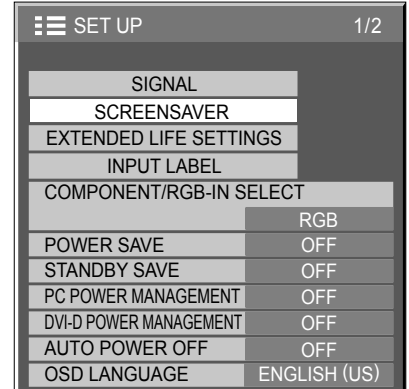 SET UP 1/2
SIGNAL
SCREENSAVER
EXTENDED LIFE SETTINGS
INPUT LABEL
COMPONENT/RGB-IN SELECT
RGB
POWER SAVE OFF
STANDBY SAVE OFF
PC POWER MANAGEMENT OFF
DVI-D POWER MANAGEMENT OFF
AUTO POWER OFF OFF
OSD LANGUAGE ENGLISH (US)